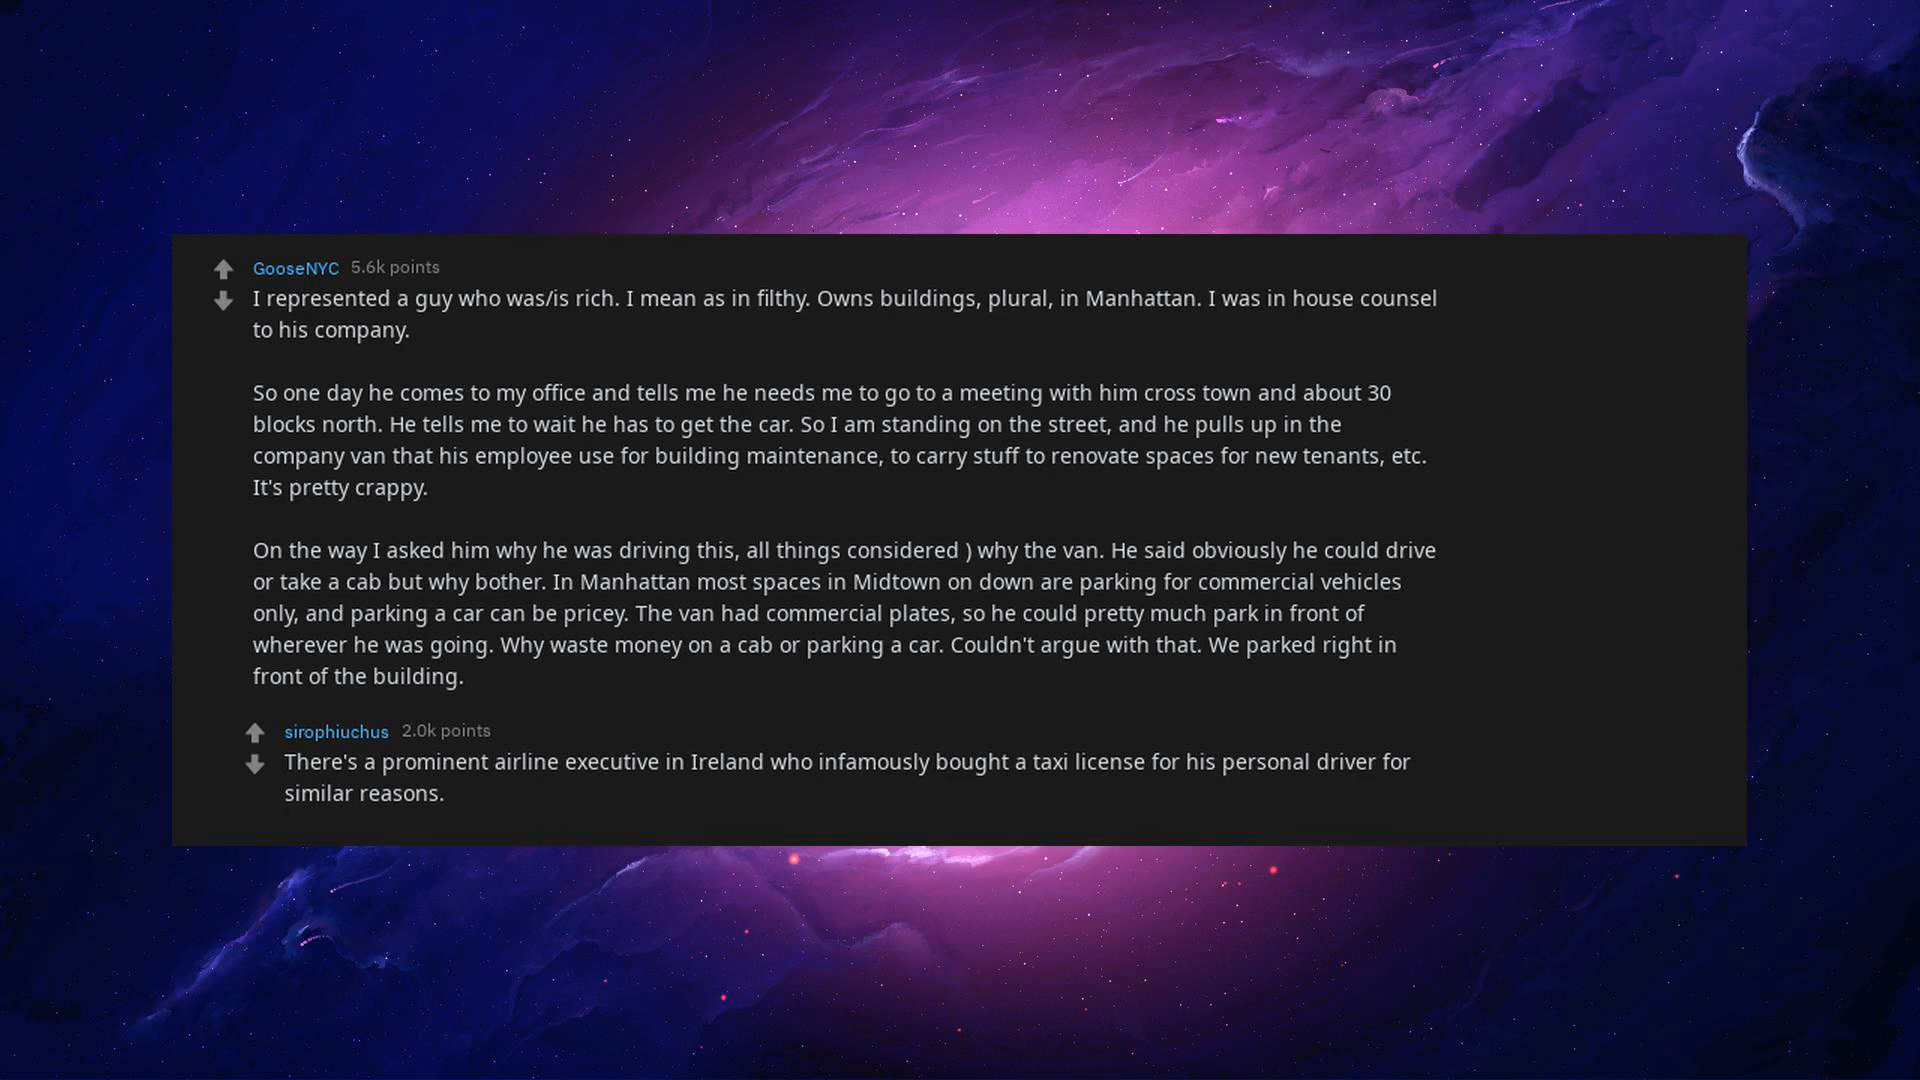 GooseNYC 5.6k points
I represented a guy who was/is rich. I mean as in filthy. Owns buildings, plural, in Manhattan. I was in house counsel
to his company.
So one day he comes to my office and tells me he needs me to go to a meeting with him cross town and about 30
blocks north. He tells me to wait he has to get the car. So I am standing on the street, and he pulls up in the
company van that his employee use for building maintenance, to carry stuff to renovate spaces for new tenants, etc.
It's pretty crappy.
On the way I asked him why he was driving this, all things considered ) why the van. He said obviously he could drive
or take a cab but why bother. In Manhattan most spaces in Midtown on down are parking for commercial vehicles
only, and parking a car can be pricey. The van had commercial plates, so he could pretty much park in front of
wherever he was going. Why waste money on a cab or parking a car. Couldn't argue with that. We parked right in
front of the building.
sirophiuchus 2.0k points
There's a prominent airline executive in Ireland who infamously bought a taxi license for his personal driver for
similar reasons.